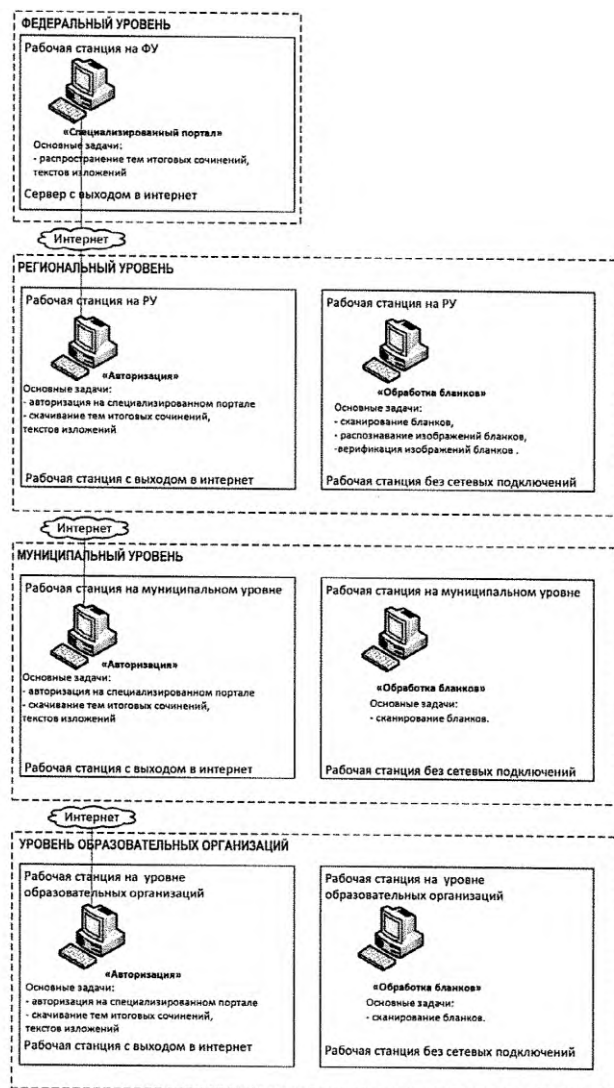 ФЕДЕРАЛЬНЫЙ УРОВЕНЬ
Рабочая станция на ФУ
«Специализированный портал»
Основные задачи:
- распространение тем итоговых сочинений,
текстов изложений
Сервер с выходом в интернет
Интернет
РЕГИОНАЛЬНЫЙ УРОВЕНЬ
Рабочая станция на РУ
«Авторизация»
Основные задачи:
- авторизация на специализированном портале
- скачивание тем итоговых сочинений,
текстов изложений
Рабочая станция с выходом в интернет
Рабочая станция на РУ
«Обработка бланков»
Основные задачи:
- сканирование бланков,
- распознавание изображений бланков,
-верификация изображений бланков .
Рабочая станция без сетевых подключений
Интернет
МУНИЦИПАЛЬНЫЙ УРОВЕНЬ
Рабочая станция на муниципальном уровне
«Авторизация»
Основные задачи:
- авторизация на специализированном портале
- скачивание тем итоговых сочинений,
текстов изложений
Рабочая станция с выходом в интернет
Рабочая станция на муниципальном уровне
«Обработка бланков»
Основные задачи:
- сканирование бланков.
Рабочая станция без сетевых подключений
Интернет
УРОВЕНЬ ОБРАЗОВАТЕЛЬНЫХ ОРГАНИЗАЦИЙ
Рабочая станция на уровне
образовательных организаций
«Авторизация»
Основные задачи:
- авторизация на специализированном портале
- скачивание тем итоговых сочинений,
текстов изложений
Рабочая станция с выходом в интернет
Рабочая станция на уровне
образовательных организаций
«Обработка бланков»
Основные задачи:
- сканирование бланков.
Рабочая станция без сетевых подключений